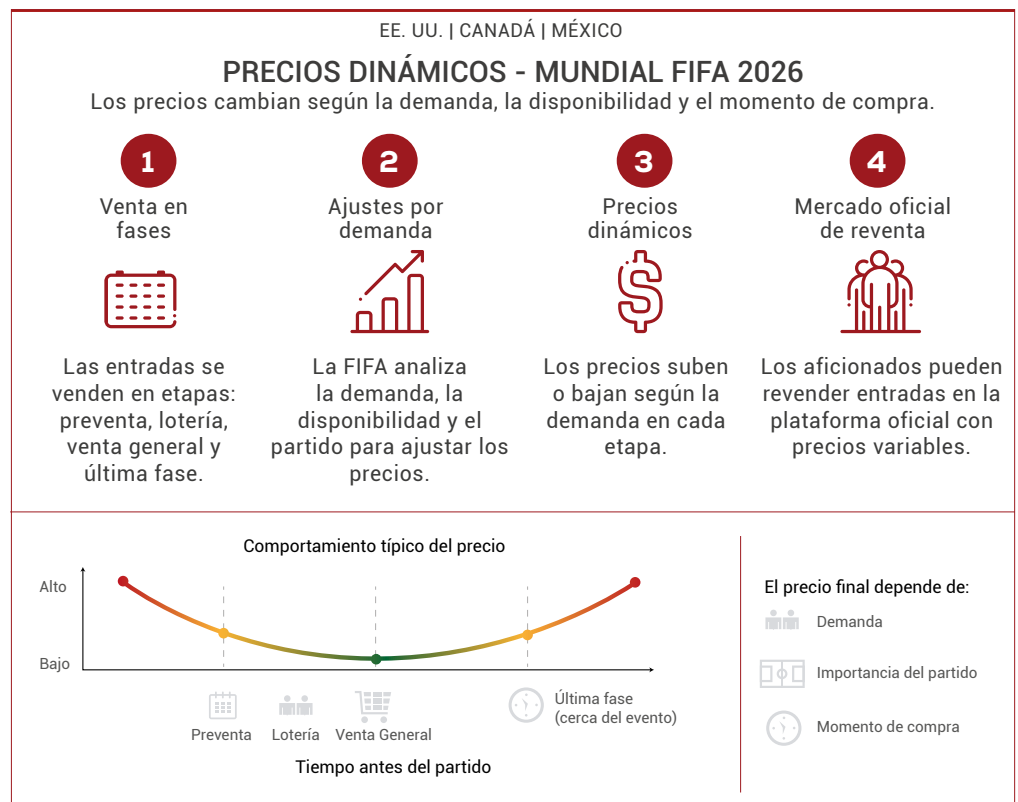 EE. UU. | CANADÁ | MÉXICO
PRECIOS DINÁMICOS - MUNDIAL FIFA 2026
Los precios cambian según la demanda, la disponibilidad y el momento de compra.
1
Venta en
fases
Las entradas se
venden en etapas:
preventa, lotería,
venta general y
última fase.
2
Ajustes por
demanda
La FIFA analiza
la demanda, la
disponibilidad y el
partido para ajustar los
precios.
3
Precios
dinámicos
$
Los precios suben
o bajan según la
demanda en cada
etapa.
4
Mercado oficial
de reventa
Los aficionados pueden
revender entradas en la
plataforma oficial con
precios variables.
Comportamiento típico del precio
Alto
Bajo
Preventa
Lotería
Venta General
Última fase
(cerca del evento)
Tiempo antes del partido
El precio final depende de:
Demanda
Importancia del partido
Momento de compra